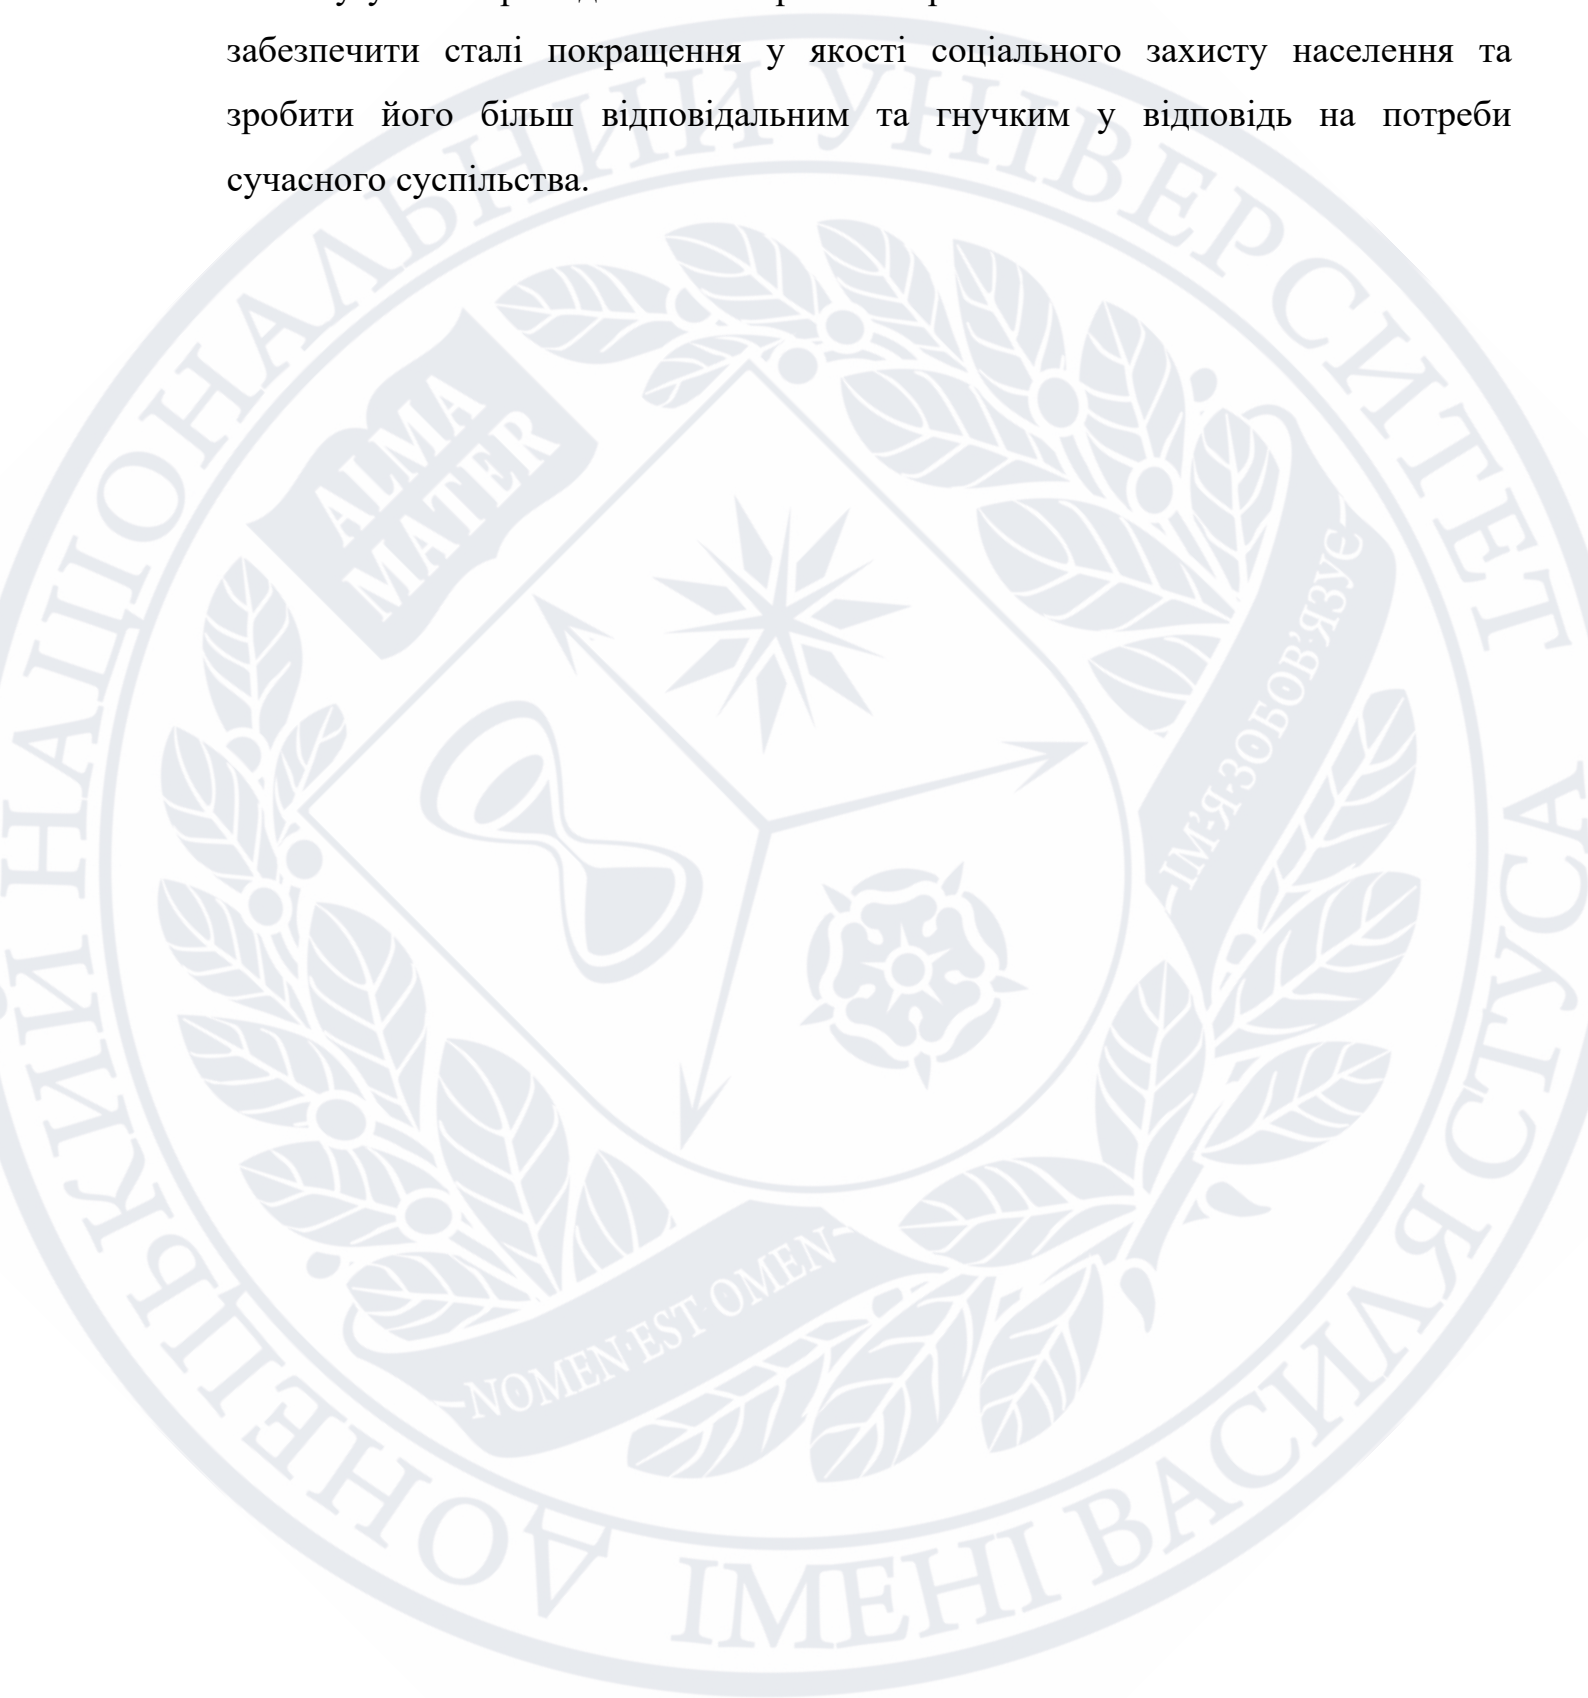 забезпечити сталі покращення у якості соціального захисту населення та
зробити його більш відповідальним та гнучким у відповідь на потреби
сучасного суспільства.
ДОНЕЦЬКИЙ НАЦІОНАЛЬНИЙ УНІВЕРСИТЕТ
ІМЕНІ ВАСИЛЯ СТУСА
ALMA
MATER
ІМ'Я·ЗОБОВ'ЯЗУЄ
NOMEN·EST·OMEN